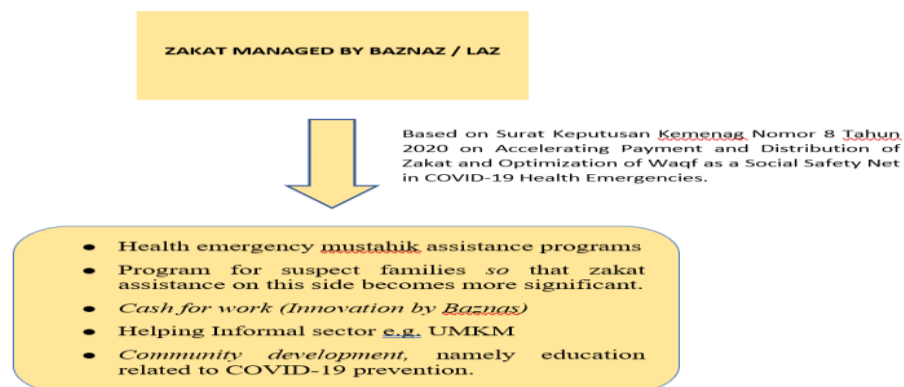 ZAKAT MANAGED BY BAZNAZ / LAZ
Based on Surat Keputusan Kemenag Nomor 8 Tahun
2020 on Accelerating Payment and Distribution of
Zakat and Optimization of Waqf as a Social Safety Net
in COVID-19 Health Emergencies.
● Health emergency mustahik assistance programs
● Program for suspect families so that zakat
assistance on this side becomes more significant.
● Cash for work (Innovation by Baznas)
● Helping Informal sector e.g. UMKM
● Community development, namely education
related to COVID-19 prevention.